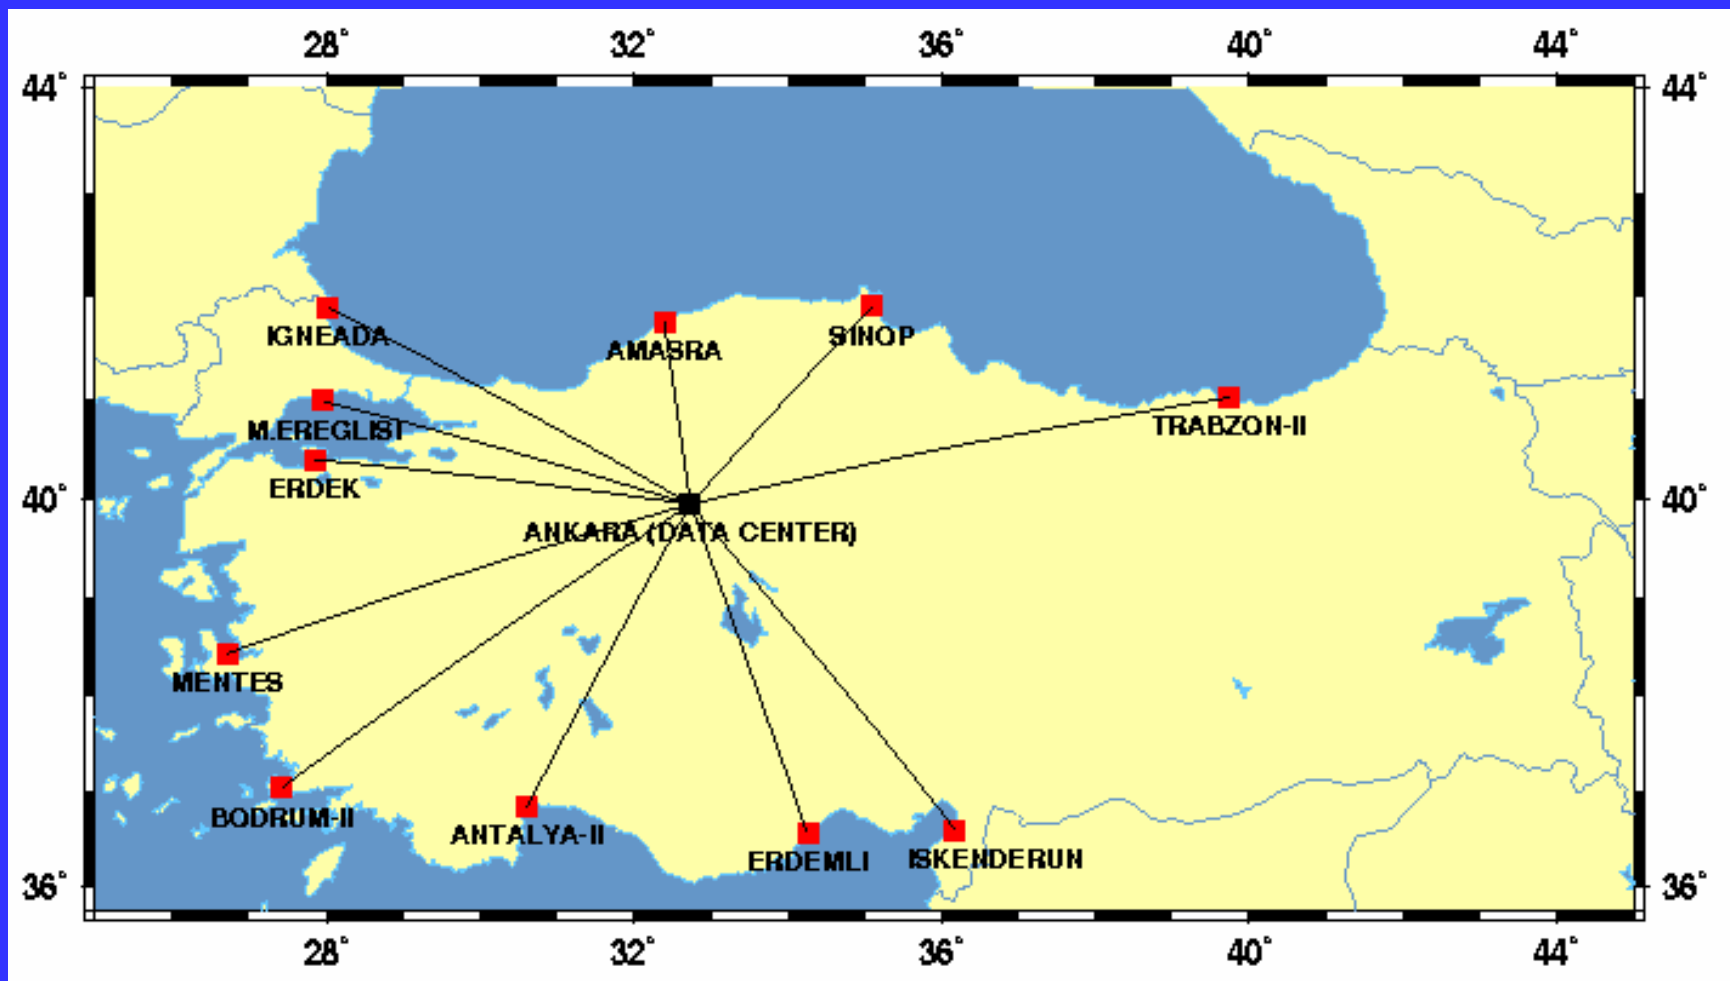 28° 32° 36° 40° 44°
44° 44°
IGNEADA
AMASRA
SINOP
M.EREGLISI
TRABZON-II
ERDEK
40° 40°
ANKARA (DATA CENTER)
MENTES
BODRUM-II
ANTALYA-II
ERDEMLI
ISKENDERUN
36° 36°
28° 32° 36° 40° 44°